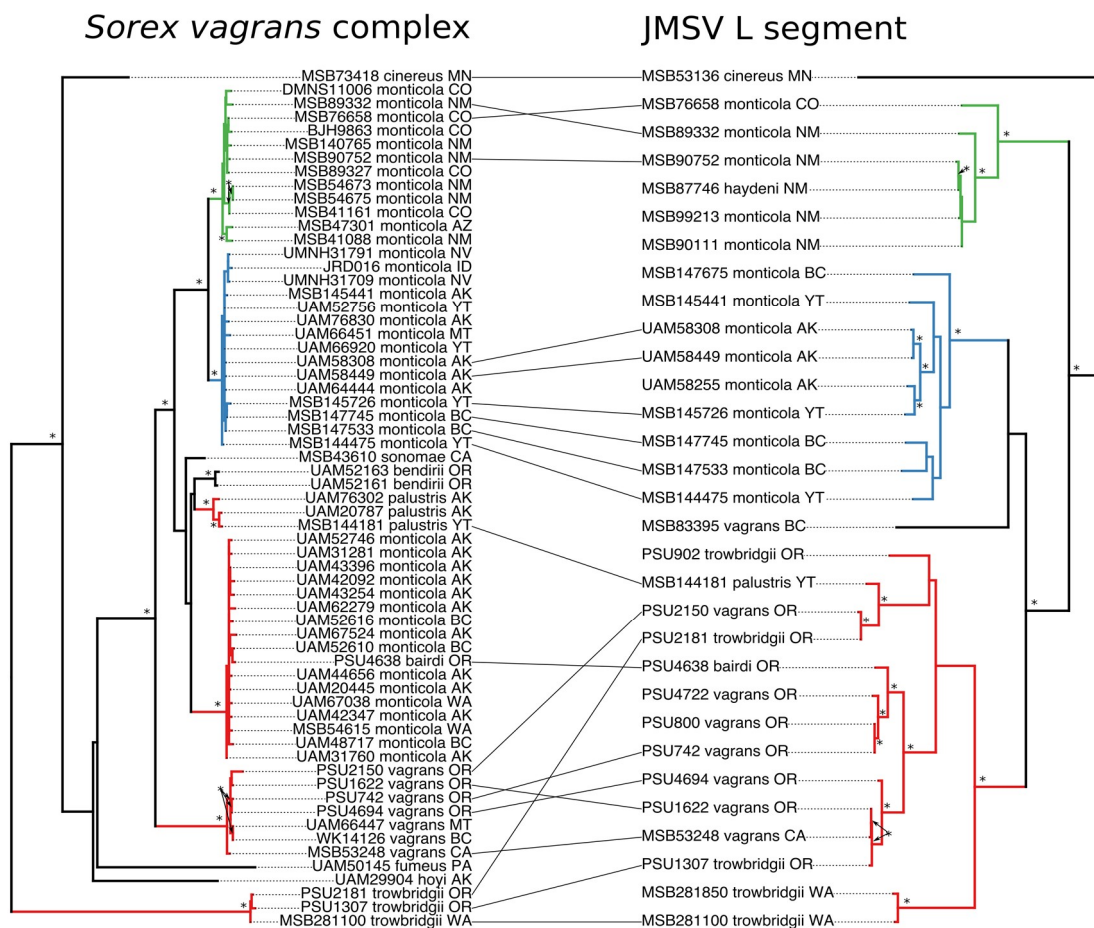 Sorex vagrans complex
JMSV L segment
MSB73418 cinereus MN
DMNS11006 monticola CO
MSB89332 monticola NM
MSB76658 monticola CO
BJH9863 monticola CO
MSB140765 monticola NM
MSB90752 monticola NM
MSB89327 monticola CO
MSB54673 monticola NM
MSB54675 monticola NM
MSB41161 monticola CO
MSB47301 monticola AZ
MSB41088 monticola NM
UMNH31791 monticola NV
JRD016 monticola ID
UMNH31709 monticola NV
MSB145441 monticola AK
UAM52756 monticola YT
UAM76830 monticola AK
UAM66451 monticola MT
UAM66920 monticola YT
UAM58308 monticola AK
UAM58449 monticola AK
UAM64444 monticola AK
MSB145726 monticola YT
MSB147745 monticola BC
MSB147533 monticola BC
MSB144475 monticola YT
MSB43610 sonomae CA
UAM52163 bendirii OR
UAM52161 bendirii OR
UAM76302 palustris AK
UAM20787 palustris AK
MSB144181 palustris YT
UAM52746 monticola AK
UAM31281 monticola AK
UAM43396 monticola AK
UAM42092 monticola AK
UAM43254 monticola AK
UAM62279 monticola AK
UAM52616 monticola BC
UAM67524 monticola AK
UAM52610 monticola BC
PSU4638 bairdi OR
UAM44656 monticola AK
UAM20445 monticola AK
UAM67038 monticola WA
UAM42347 monticola AK
MSB54615 monticola WA
UAM48717 monticola BC
UAM31760 monticola AK
PSU2150 vagrans OR
PSU1622 vagrans OR
PSU742 vagrans OR
PSU4694 vagrans OR
UAM66447 vagrans MT
WK14126 vagrans BC
MSB53248 vagrans CA
UAM50145 fumeus PA
UAM29904 hoyi AK
PSU2181 trowbridgii OR
PSU1307 trowbridgii OR
MSB281100 trowbridgii WA
MSB53136 cinereus MN
MSB76658 monticola CO
MSB89332 monticola NM
MSB90752 monticola NM
MSB87746 haydeni NM
MSB99213 monticola NM
MSB90111 monticola NM
MSB147675 monticola BC
MSB145441 monticola YT
UAM58308 monticola AK
UAM58449 monticola AK
UAM58255 monticola AK
MSB145726 monticola YT
MSB147745 monticola BC
MSB147533 monticola BC
MSB144475 monticola YT
MSB83395 vagrans BC
PSU902 trowbridgii OR
MSB144181 palustris YT
PSU2150 vagrans OR
PSU2181 trowbridgii OR
PSU4638 bairdi OR
PSU4722 vagrans OR
PSU800 vagrans OR
PSU742 vagrans OR
PSU4694 vagrans OR
PSU1622 vagrans OR
MSB53248 vagrans CA
PSU1307 trowbridgii OR
MSB281850 trowbridgii WA
MSB281100 trowbridgii WA